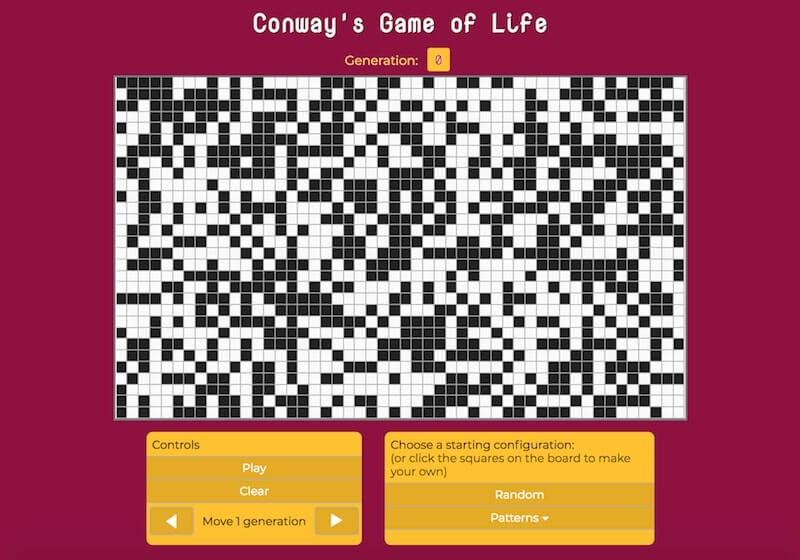 Conway's Game of Life
Generation: 0
Controls
Play
Clear
Move 1 generation
Choose a starting configuration:
(or click the squares on the board to make
your own)
Random
Patterns